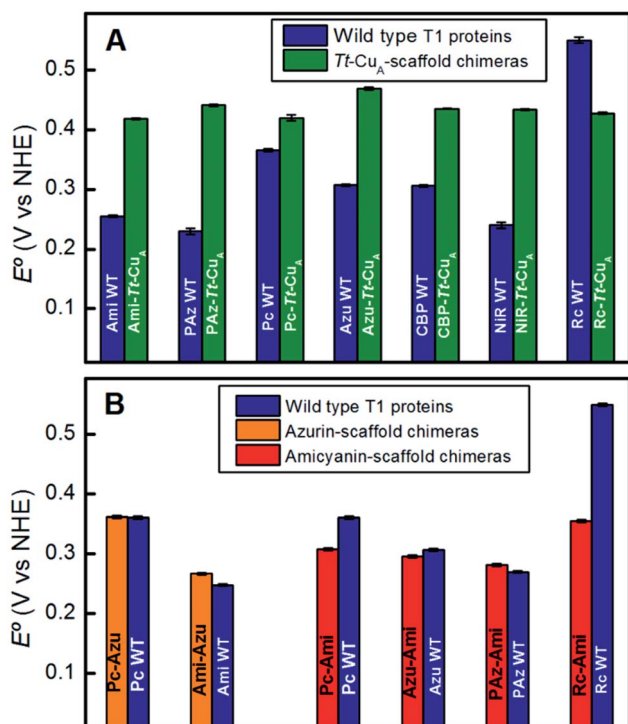 A
Wild type T1 proteins
Tt-CuA-scaffold chimeras
E° (V vs NHE)
0.5
0.4
0.3
0.2
0.1
Ami WT
Ami-Tt-CuA
PAz WT
PAz-Tt-CuA
Pc WT
Pc-Tt-CuA
Azu WT
Azu-Tt-CuA
CBP WT
CBP-Tt-CuA
NiR WT
NiR-Tt-CuA
Rc WT
Rc-Tt-CuA
B
Wild type T1 proteins
Azurin-scaffold chimeras
Amicyanin-scaffold chimeras
E° (V vs NHE)
0.5
0.4
0.3
0.2
0.1
Pc-Azu
Pc WT
Ami-Azu
Ami WT
Pc-Ami
Pc WT
Azu-Ami
Azu WT
PAz-Ami
PAz WT
Rc-Ami
Rc WT